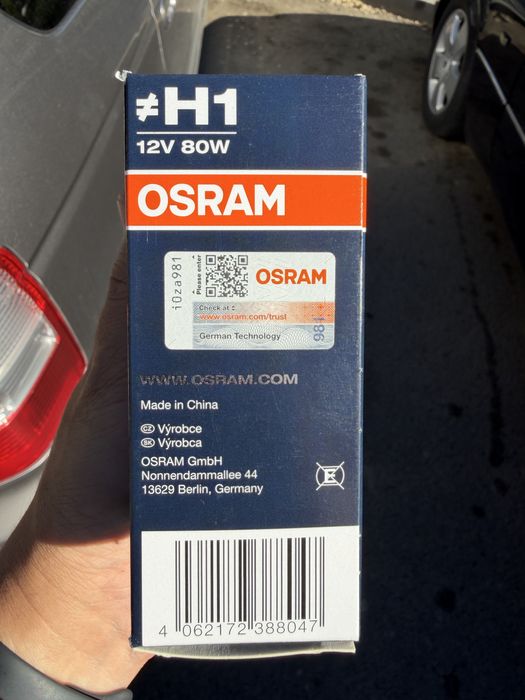 ≠H1
12V 80W
OSRAM
i0za981
Please enter
OSRAM
Check at
www.osram.com/trust
German Technology
WWW.OSRAM.COM
Made in China
CZ Výrobce
SK Výrobca
OSRAM GmbH
Nonnendammallee 44
13629 Berlin, Germany
E
4 062172 388047